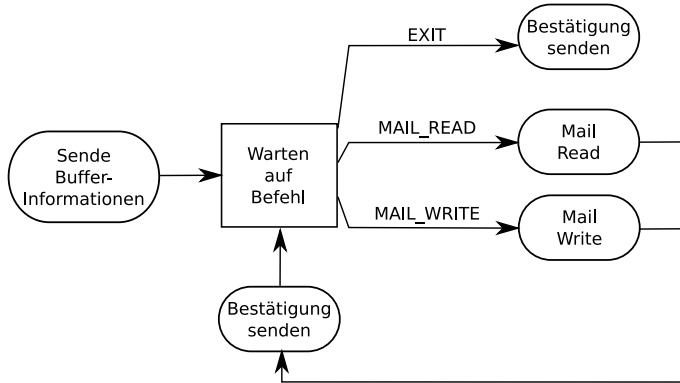 Bestätigung
senden
EXIT
MAIL_READ
Mail
Read
Sende
Buffer-
Informationen
Warten
auf
Befehl
MAIL_WRITE
Mail
Write
Bestätigung
senden